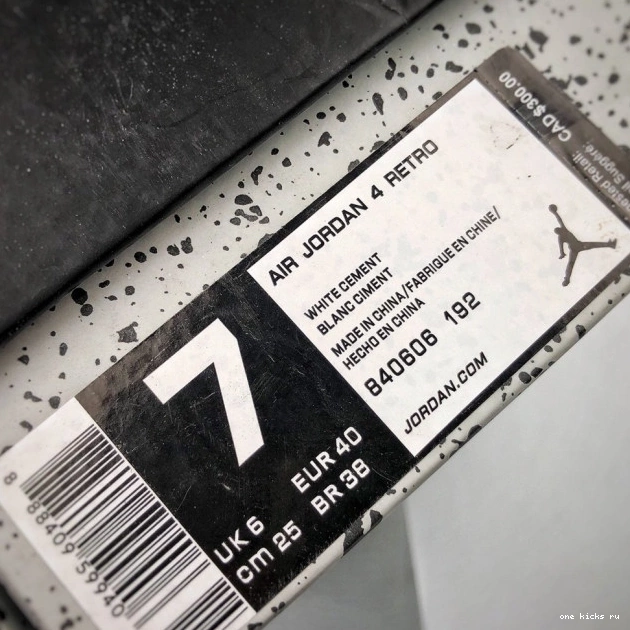 CAD $300.00
AIR JORDAN 4 RETRO
WHITE CEMENT
BLANC CIMENT
MADE IN CHINA/FABRIQUE EN CHINE/
HECHO EN CHINA
840606 192
JORDAN.COM
7
EUR 40
UK 6
BR 38
CM 25
8 88409 59940
one kicks ru